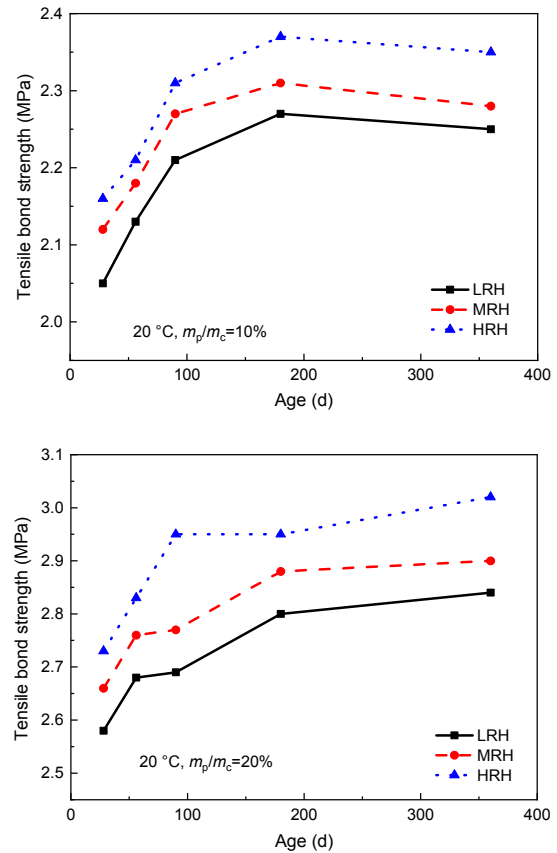 2.4
2.3
2.2
2.1
2.0
Tensile bond strength (MPa)
LRH
MRH
HRH
20 °C, mp/mc=10%
0 100 200 300 400
Age (d)
3.1
3.0
2.9
2.8
2.7
2.6
2.5
Tensile bond strength (MPa)
LRH
MRH
HRH
20 °C, mp/mc=20%
0 100 200 300 400
Age (d)